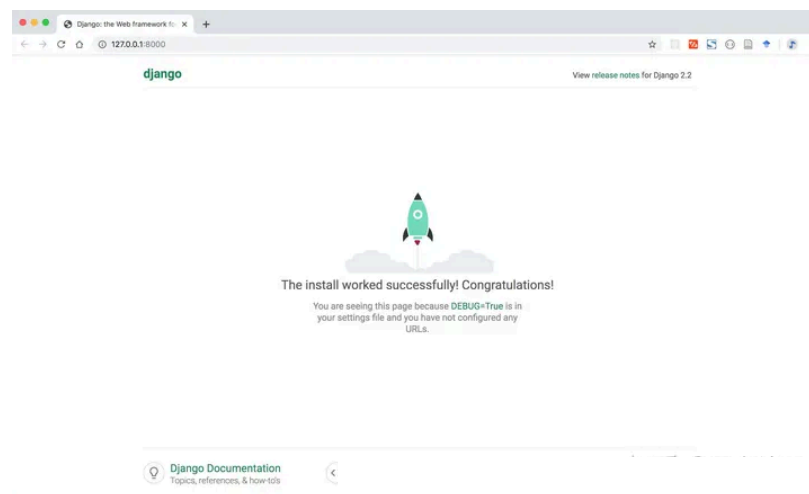 Django: the Web framework fo
127.0.0.1:8000
django
View release notes for Django 2.2
The install worked successfully! Congratulations!
You are seeing this page because DEBUG=True is in
your settings file and you have not configured any
URLs.
Django Documentation
Topics, references, & how-to's